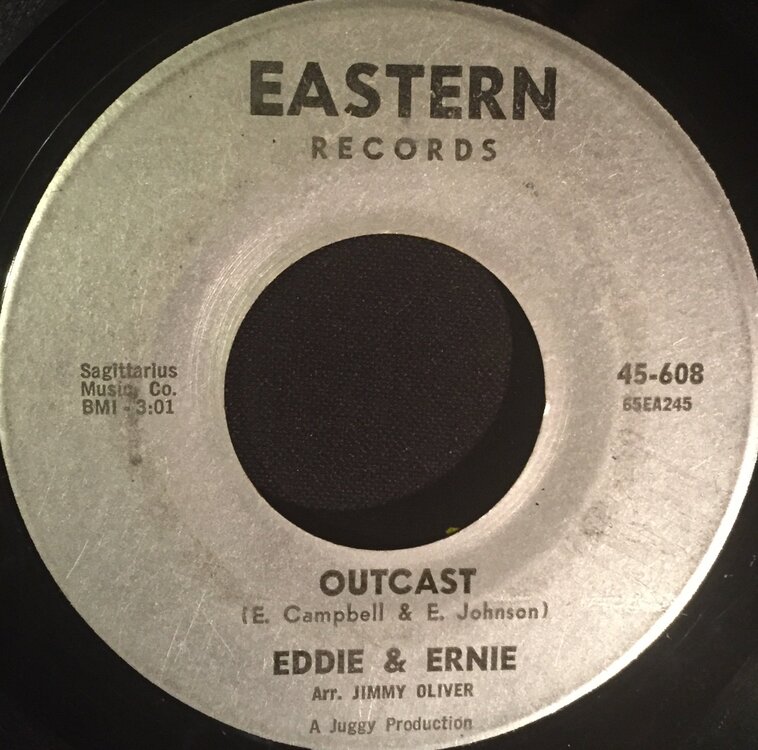 EASTERN
RECORDS
Sagittarius
Music Co.
BMI - 3:01
45-608
65EA245
OUTCAST
(E. Campbell & E. Johnson)
EDDIE & ERNIE
Arr. JIMMY OLIVER
A Juggy Production